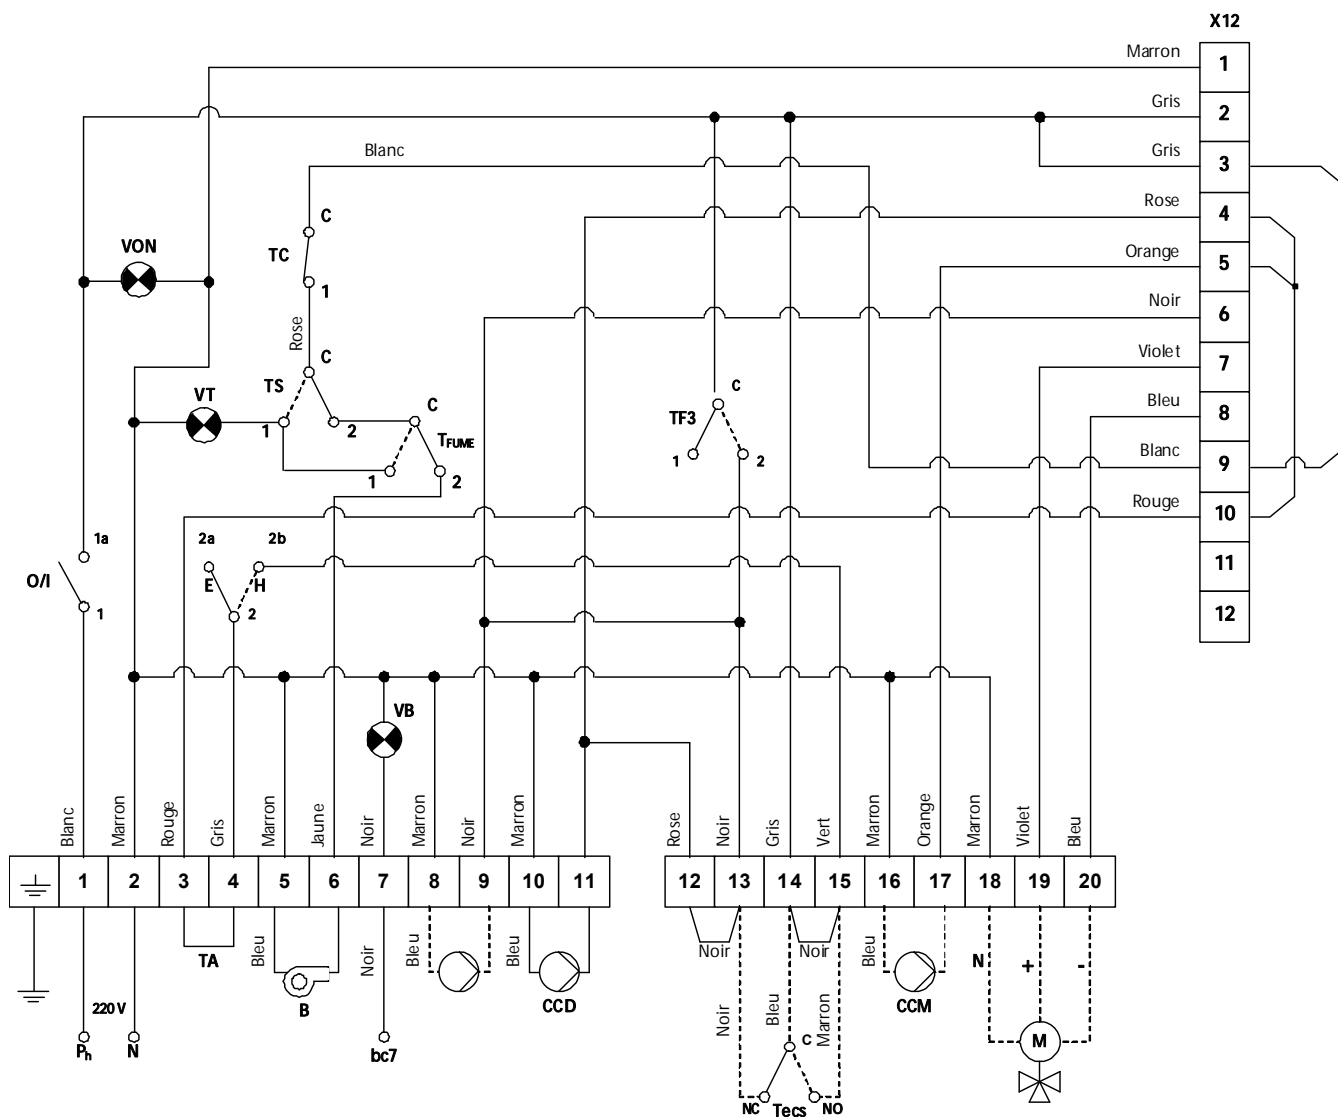 X12
Marron
1
Gris
2
Blanc
Gris
3
Rose
4
C
VON
TC
Orange
5
1
Noir
6
Rose
C
Violet
7
VT
TS
C
Bleu
8
1
2
TFUME
TF3
C
1
2
1
2
Blanc
9
Rouge
10
1a
2a
2b
11
O/I
E
H
1
2
12
VB
Blanc
Marron
Rouge
Gris
Marron
Jaune
Noir
Marron
Noir
Marron
Rose
Noir
Gris
Vert
Marron
Orange
Marron
Violet
Bleu
1 2 3 4 5 6 7 8 9 10 11
12 13 14 15 16 17 18 19 20
TA
Bleu
Noir
Bleu
Bleu
Noir
Noir
Bleu
N
+
-
220 V
B
CCD
CCM
Noir
Bleu
Marron
Ph
N
bc7
C
M
NC
Tecs
NO